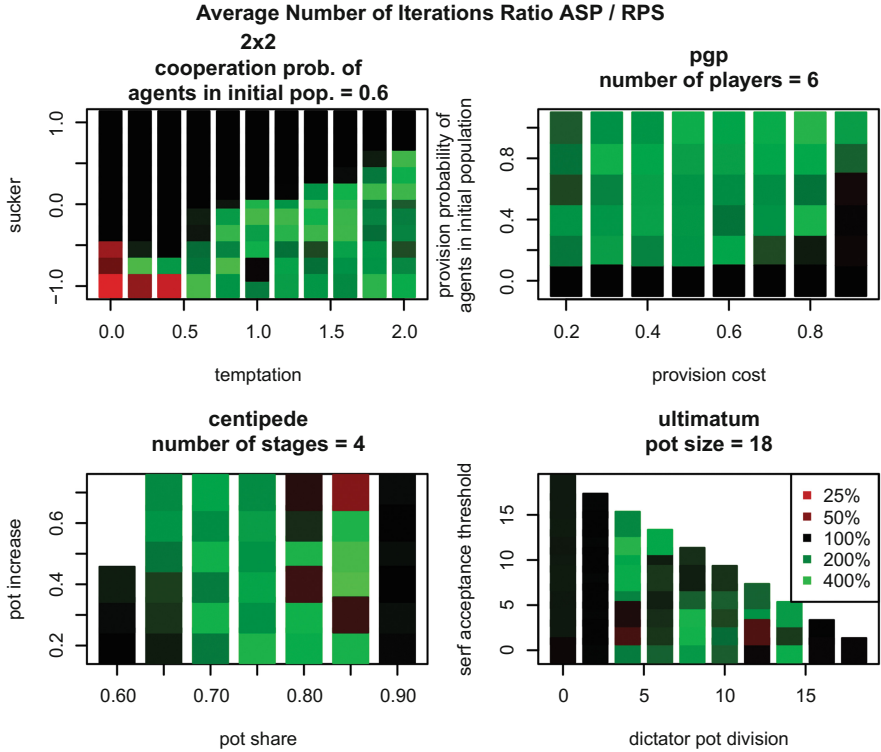 Average Number of Iterations Ratio ASP / RPS
2x2
cooperation prob. of
agents in initial pop. = 0.6
sucker
1.0
0.0
−1.0
0.0 0.5 1.0 1.5 2.0
temptation
pgp
number of players = 6
provision probability of
agents in initial population
0.8
0.4
0.0
0.2 0.4 0.6 0.8
provision cost
centipede
number of stages = 4
pot increase
0.6
0.4
0.2
0.60 0.70 0.80 0.90
pot share
ultimatum
pot size = 18
serf acceptance threshold
15
10
5
0
0 5 10 15
dictator pot division
25%
50%
100%
200%
400%